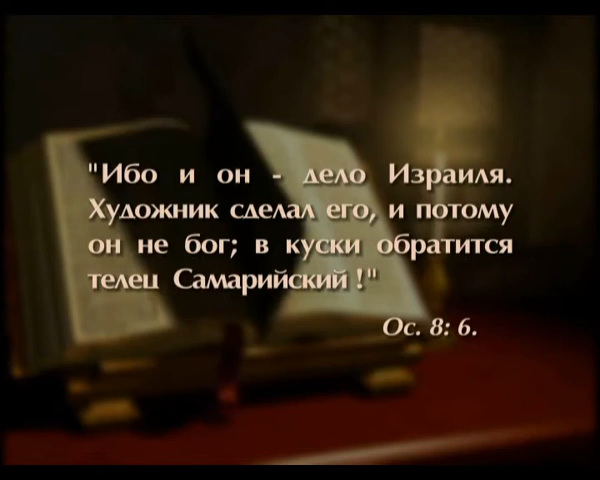 "Ибо и он - дело Израиля.
Художник сделал его, и потому
он не бог; в куски обратится
телец Самарийский !"
Ос. 8: 6.